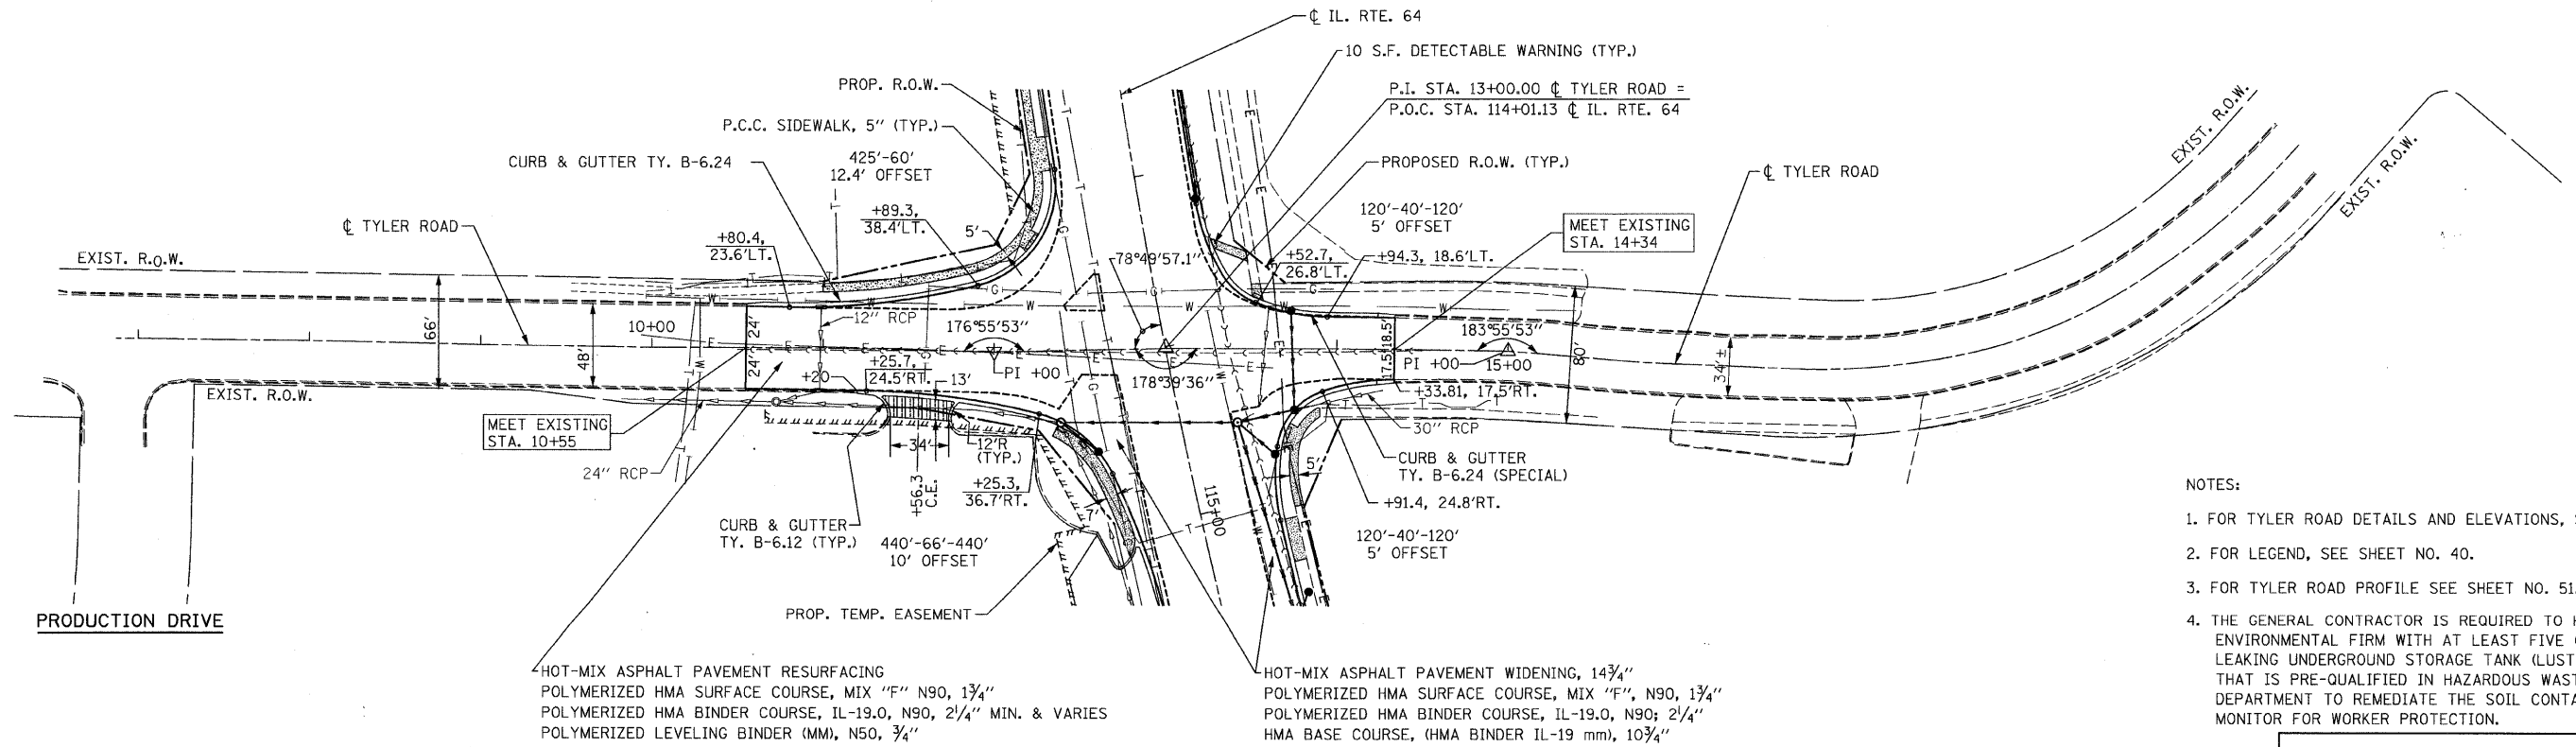 ℄ IL. RTE. 64
10 S.F. DETECTABLE WARNING (TYP.)
PROP. R.O.W.
P.I. STA. 13+00.00 ℄ TYLER ROAD =
P.O.C. STA. 114+01.13 ℄ IL. RTE. 64
P.C.C. SIDEWALK, 5" (TYP.)
CURB & GUTTER TY. B-6.24
425'-60'
12.4' OFFSET
PROPOSED R.O.W. (TYP.)
℄ TYLER ROAD
EXIST. R.O.W.
EXIST. R.O.W.
℄ TYLER ROAD
+89.3,
38.4'LT.
5'
120'-40'-120'
5' OFFSET
MEET EXISTING
STA. 14+34
+80.4,
23.6'LT.
EXIST. R.O.W.
78°49'57.1"
+52.7,
26.8'LT.
+94.3, 18.6'LT.
66'
48'
10+00
24'
24'
12" RCP
176°55'53"
183°55'53"
17.5'
18.5'
80'
34'±
+25.7,
24.5'RT.
PI +00
178°39'36"
PI +00
15+00
+20
13'
+33.81, 17.5'RT.
EXIST. R.O.W.
MEET EXISTING
STA. 10+55
24" RCP
34'
12'R
(TYP.)
30" RCP
CURB & GUTTER
TY. B-6.24 (SPECIAL)
5'
+56.3
C.E.
+25.3,
36.7'RT.
7'
115+00
+91.4, 24.8'RT.
CURB & GUTTER
TY. B-6.12 (TYP.)
440'-66'-440'
10' OFFSET
120'-40'-120'
5' OFFSET
PROP. TEMP. EASEMENT
PRODUCTION DRIVE
HOT-MIX ASPHALT PAVEMENT RESURFACING
POLYMERIZED HMA SURFACE COURSE, MIX "F" N90, 1¾"
POLYMERIZED HMA BINDER COURSE, IL-19.0, N90, 2¼" MIN. & VARIES
POLYMERIZED LEVELING BINDER (MM), N50, ¾"
HOT-MIX ASPHALT PAVEMENT WIDENING, 14¾"
POLYMERIZED HMA SURFACE COURSE, MIX "F", N90, 1¾"
POLYMERIZED HMA BINDER COURSE, IL-19.0, N90; 2¼"
HMA BASE COURSE, (HMA BINDER IL-19 mm), 10¾"
NOTES:
1. FOR TYLER ROAD DETAILS AND ELEVATIONS,
2. FOR LEGEND, SEE SHEET NO. 40.
3. FOR TYLER ROAD PROFILE SEE SHEET NO. 51.
4. THE GENERAL CONTRACTOR IS REQUIRED TO
ENVIRONMENTAL FIRM WITH AT LEAST FIVE
LEAKING UNDERGROUND STORAGE TANK (LUST
THAT IS PRE-QUALIFIED IN HAZARDOUS
DEPARTMENT TO REMEDIATE THE SOIL
MONITOR FOR WORKER PROTECTION.